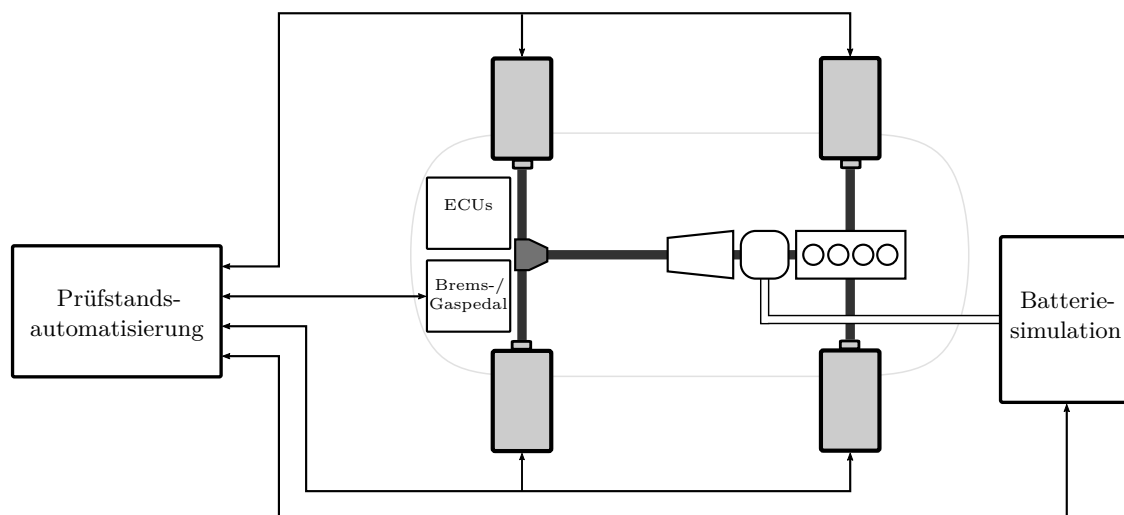 ECUs
Brems-/
Gaspedal
Prüfstands-
automatisierung
Batterie-
simulation